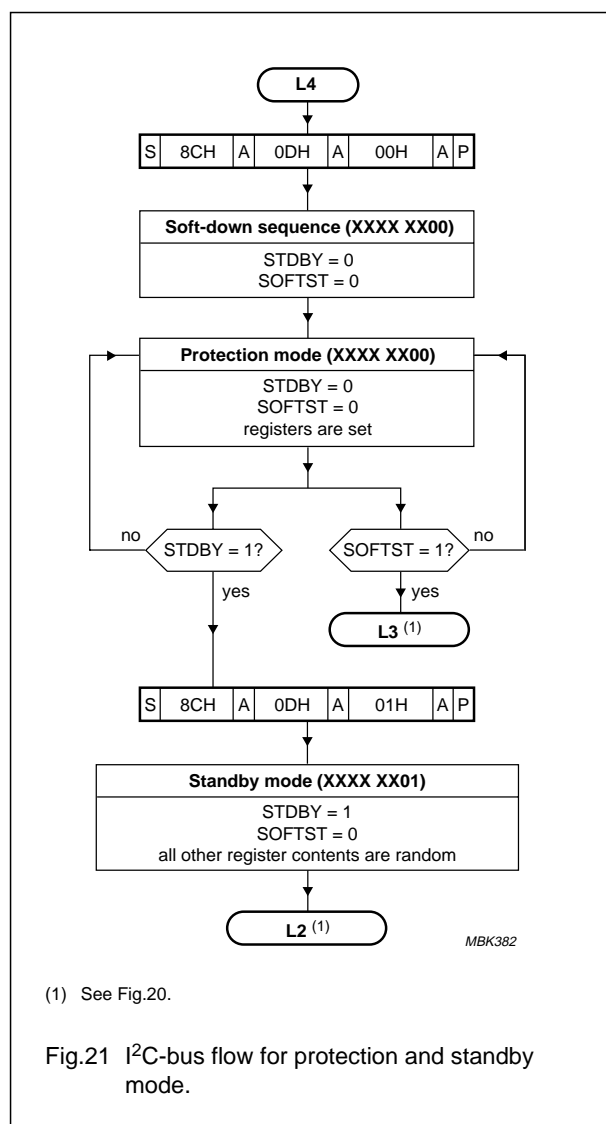 L4
S 8CH A 0DH A 00H A P
Soft-down sequence (XXXX XX00)
STDBY = 0
SOFTST = 0
Protection mode (XXXX XX00)
STDBY = 0
SOFTST = 0
registers are set
no STDBY = 1? SOFTST = 1? no
yes yes
L3 (1)
S 8CH A 0DH A 01H A P
Standby mode (XXXX XX01)
STDBY = 1
SOFTST = 0
all other register contents are random
L2 (1)
MBK382
(1) See Fig.20.
Fig.21 I²C-bus flow for protection and standby
mode.